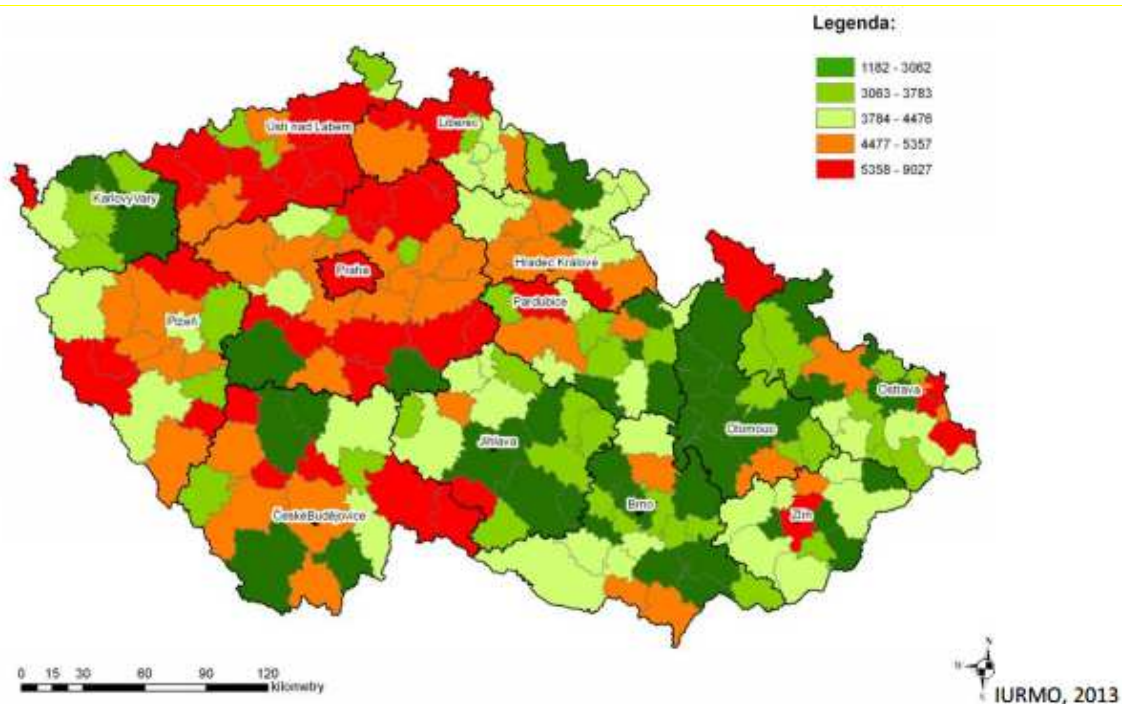 Legenda:
1182 - 3062
3063 - 3783
3784 - 4476
4477 - 5357
5358 - 9027
Ústí nad Labem
Liberec
Karlovy Vary
Praha
Hradec Králové
Pardubice
Plzeň
Ostrava
Olomouc
Jihlava
Brno
Zlín
České Budějovice
0 15 30 60 90 120
kilometry
N
W
S
IURMO, 2013